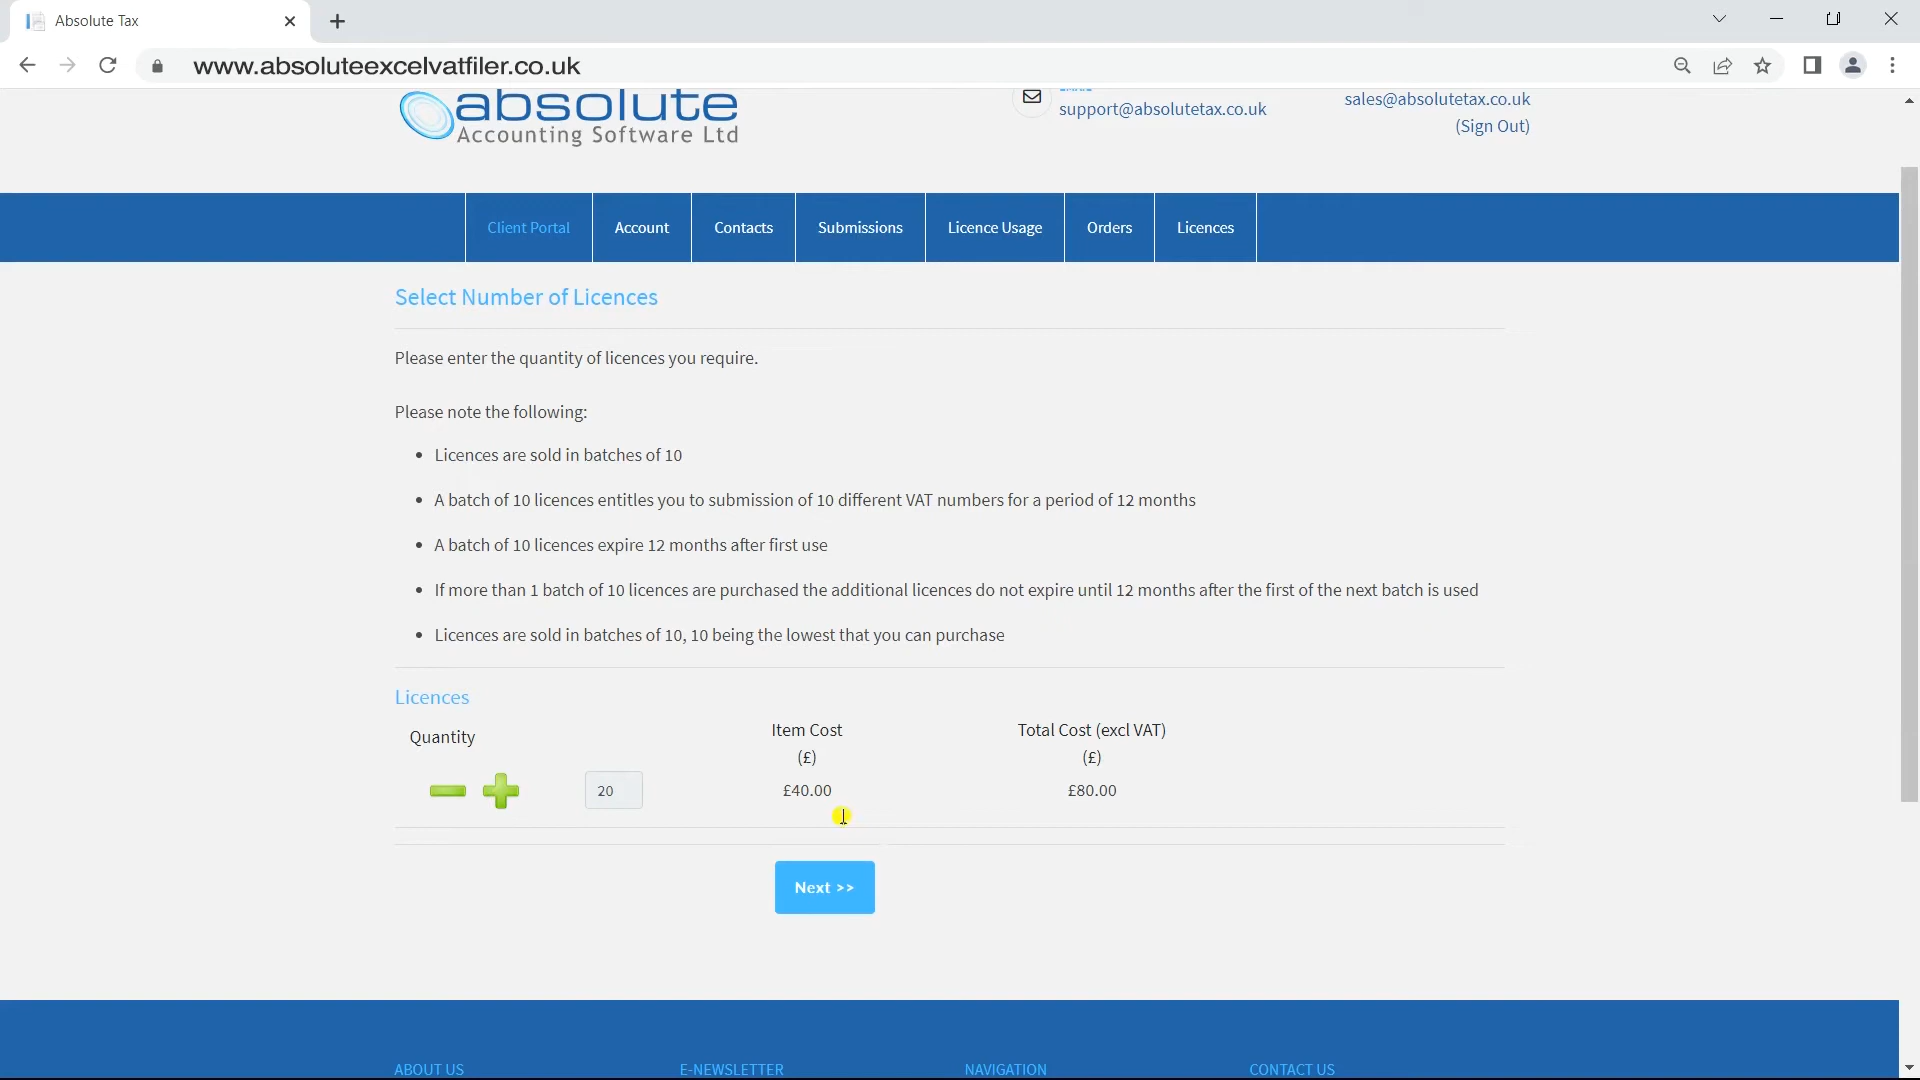 Absolute Tax
www.absoluteexcelvatfiler.co.uk
absolute
Accounting Software Ltd
support@absolutetax.co.uk
sales@absolutetax.co.uk
(Sign Out)
Client Portal
Account
Contacts
Submissions
Licence Usage
Orders
Licences
Select Number of Licences
Please enter the quantity of licences you require.
Please note the following:
• Licences are sold in batches of 10
• A batch of 10 licences entitles you to submission of 10 different VAT numbers for a period of 12 months
• A batch of 10 licences expire 12 months after first use
• If more than 1 batch of 10 licences are purchased the additional licences do not expire until 12 months after the first of the next batch is used
• Licences are sold in batches of 10, 10 being the lowest that you can purchase
Licences
Quantity
Item Cost
(£)
Total Cost (excl VAT)
(£)
20
£40.00
£80.00
Next >>
ABOUT US
E-NEWSLETTER
NAVIGATION
CONTACT US